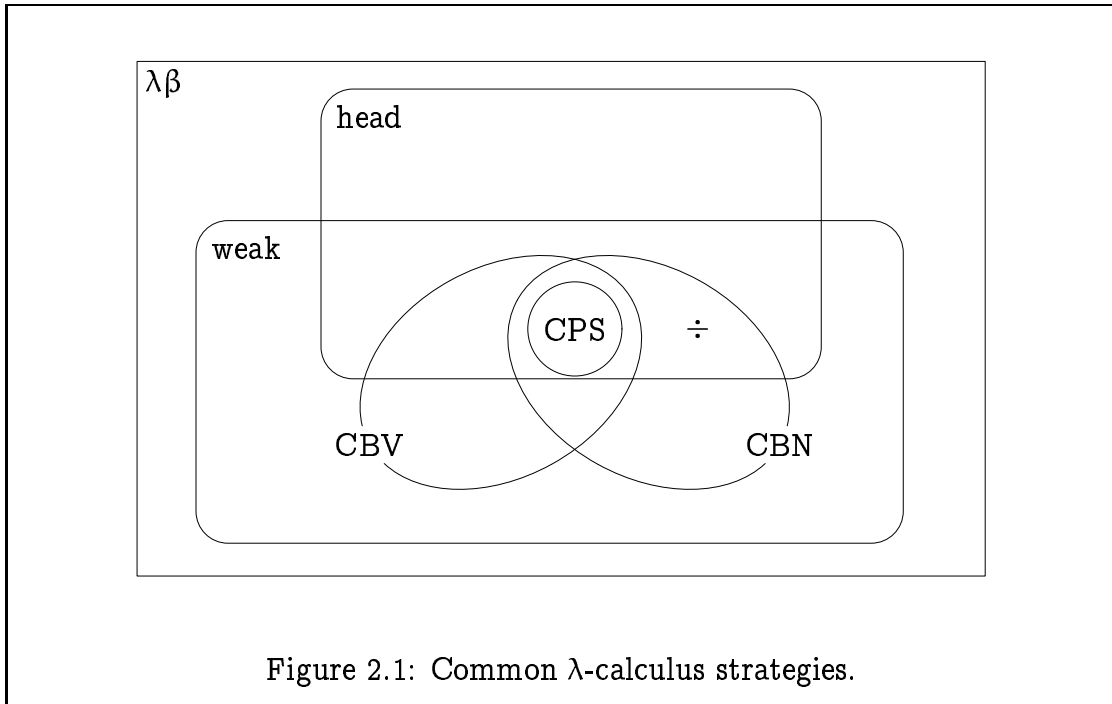 λβ
head
weak
CPS ÷
CBV CBN
Figure 2.1: Common λ-calculus strategies.